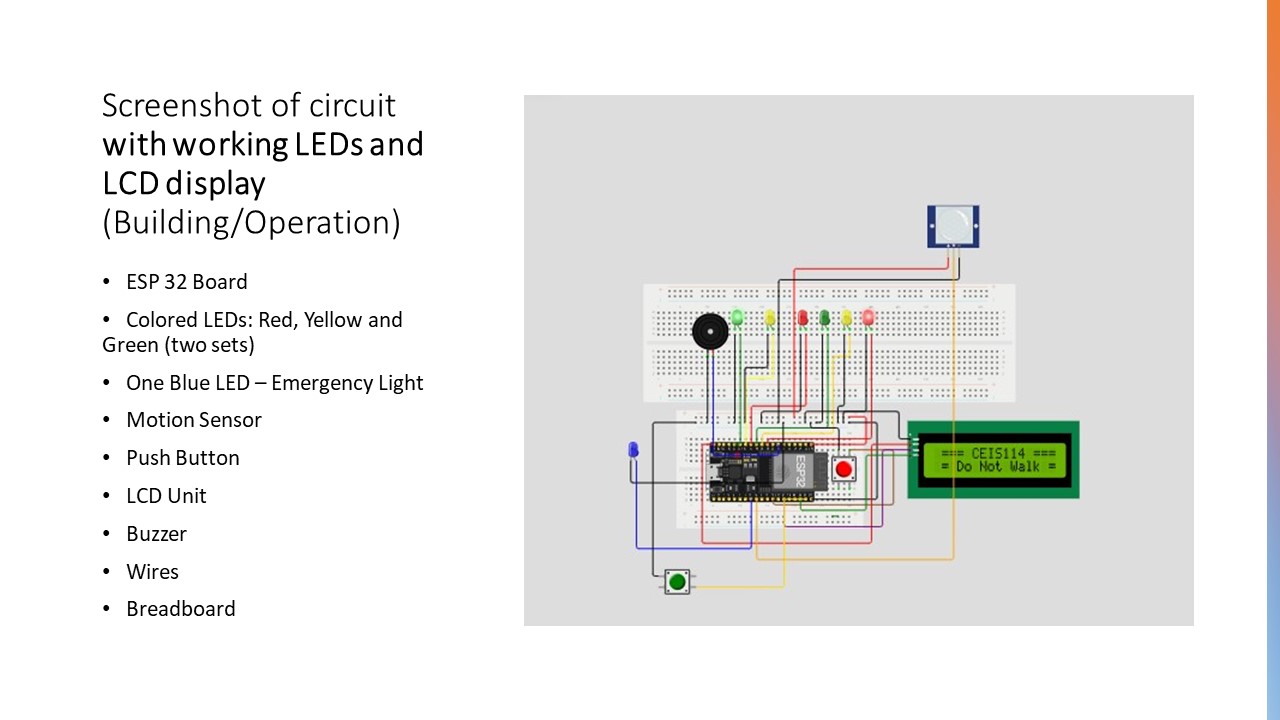 Screenshot of circuit
with working LEDs and
LCD display
(Building/Operation)
• ESP 32 Board
• Colored LEDs: Red, Yellow and
Green (two sets)
• One Blue LED – Emergency Light
• Motion Sensor
• Push Button
• LCD Unit
• Buzzer
• Wires
• Breadboard
=== CEIS114 ===
= Do Not Walk =
ESP32